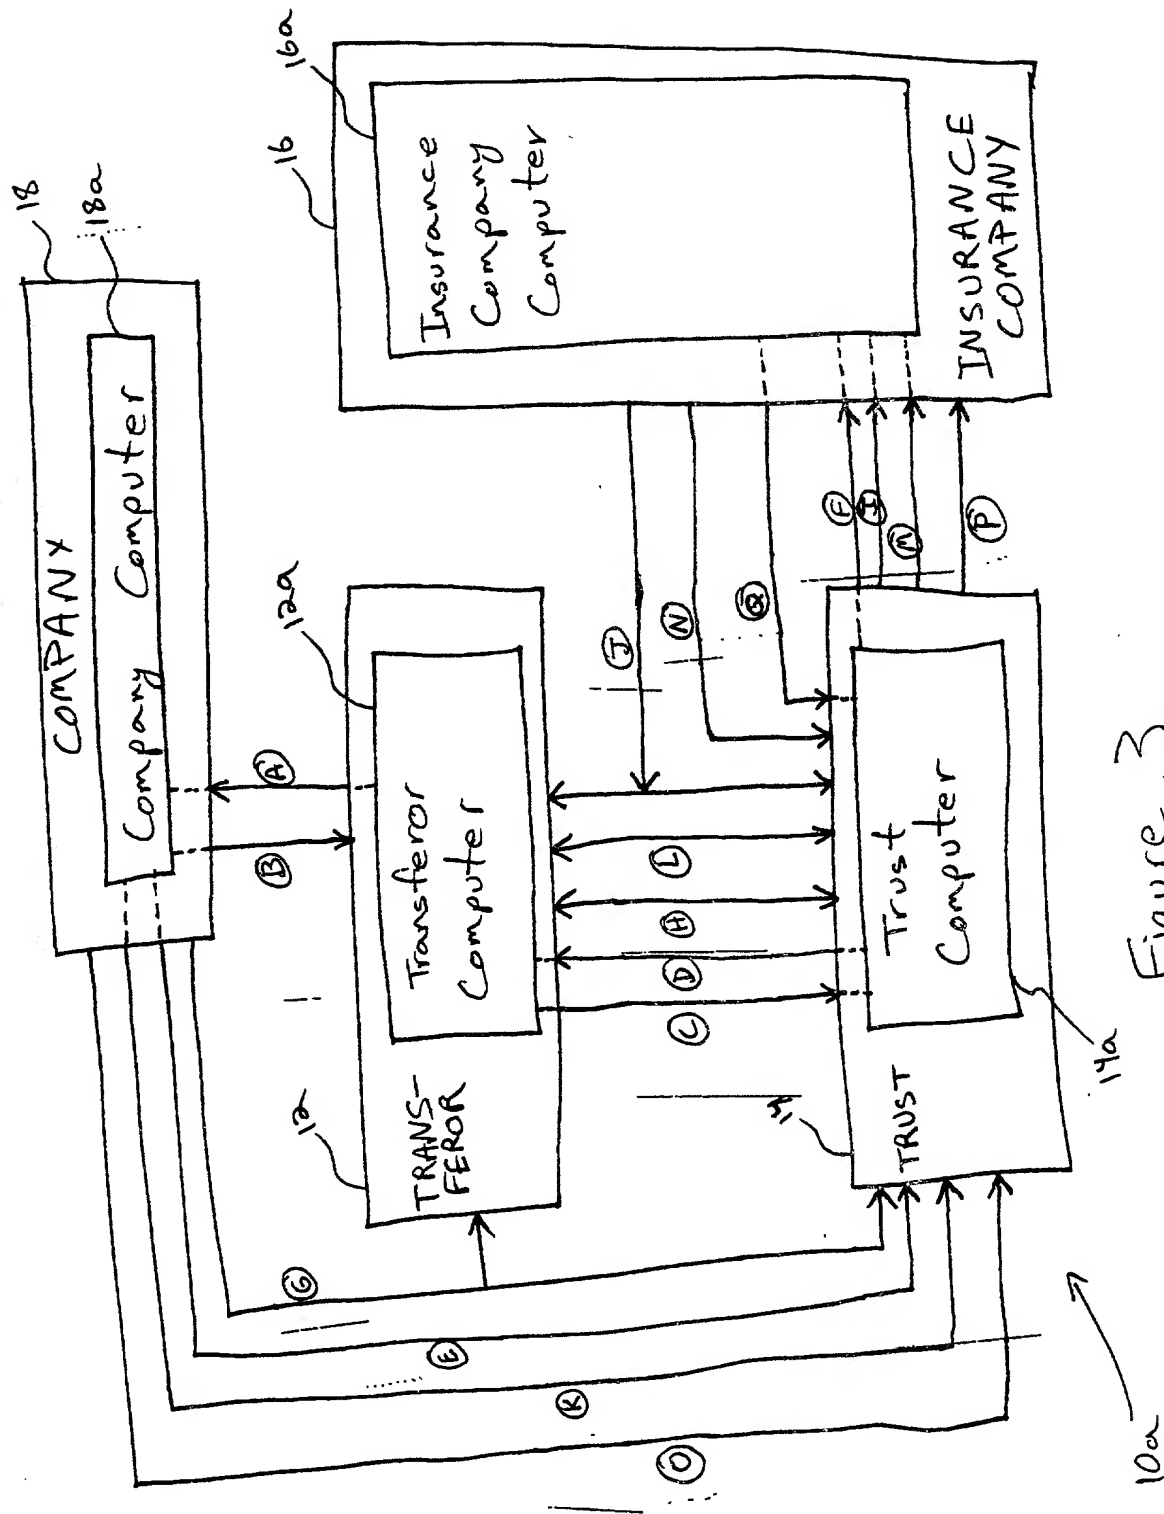 18
COMPANY
18a
Company Computer
A
B
16
16a
Insurance
Company
Computer
INSURANCE
COMPANY
12
12a
TRANS-
FEROR
Transferor
Computer
J
N
Q
F
I
M
P
L
H
D
C
G
E
K
O
14
TRUST
Trust
Computer
14a
10a
Figure 3